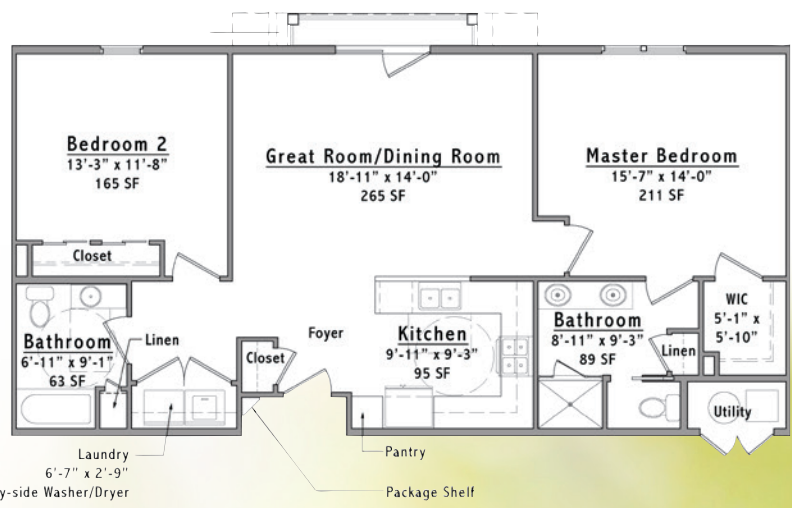 Bedroom 2
13'-3" x 11'-8"
165 SF
Great Room/Dining Room
18'-11" x 14'-0"
265 SF
Master Bedroom
15'-7" x 14'-0"
211 SF
Closet
Bathroom
6'-11" x 9'-1"
63 SF
Linen
Closet
Foyer
Kitchen
9'-11" x 9'-3"
95 SF
Bathroom
8'-11" x 9'-3"
89 SF
Linen
WIC
5'-1" x
5'-10"
Utility
Laundry
6'-7" x 2'-9"
y-side Washer/Dryer
Pantry
Package Shelf